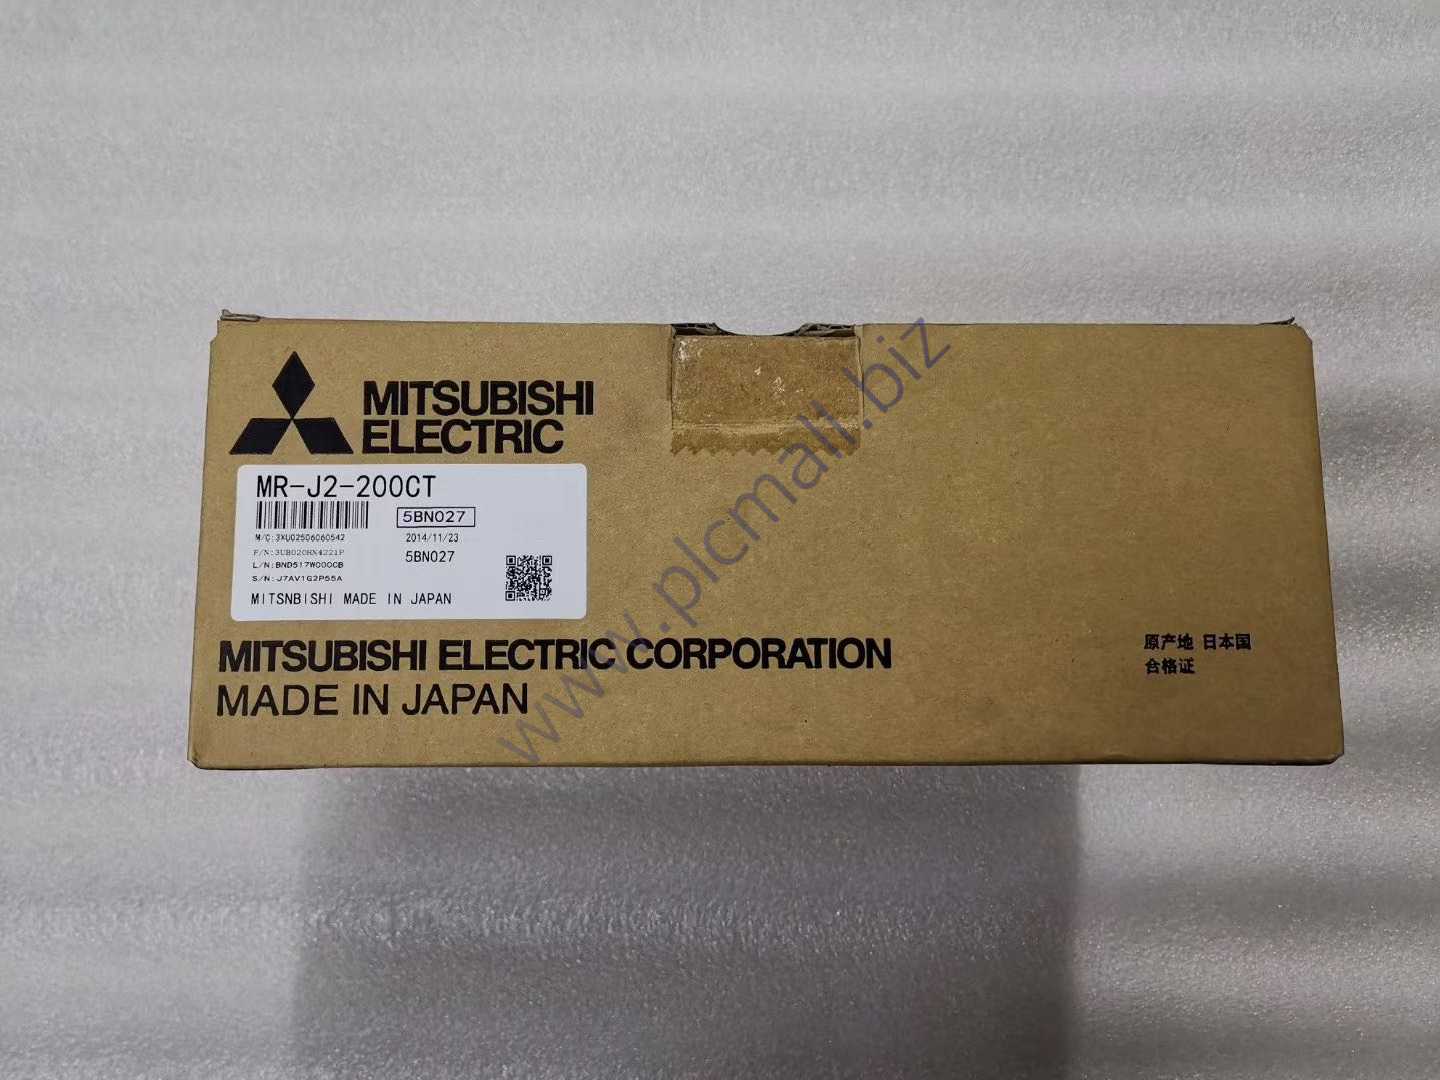 MITSUBISHI
ELECTRIC
MR-J2-200CT
5BN027
M/C:3XU02506060542
2014/11/23
F/N:3UB020HN4221P
5BN027
L/N:BND517W000CB
S/N:J7AV1G2P55A
MITSNBISHI MADE IN JAPAN
MITSUBISHI ELECTRIC CORPORATION
MADE IN JAPAN
原产地 日本国
合格证
www.plcmall.biz